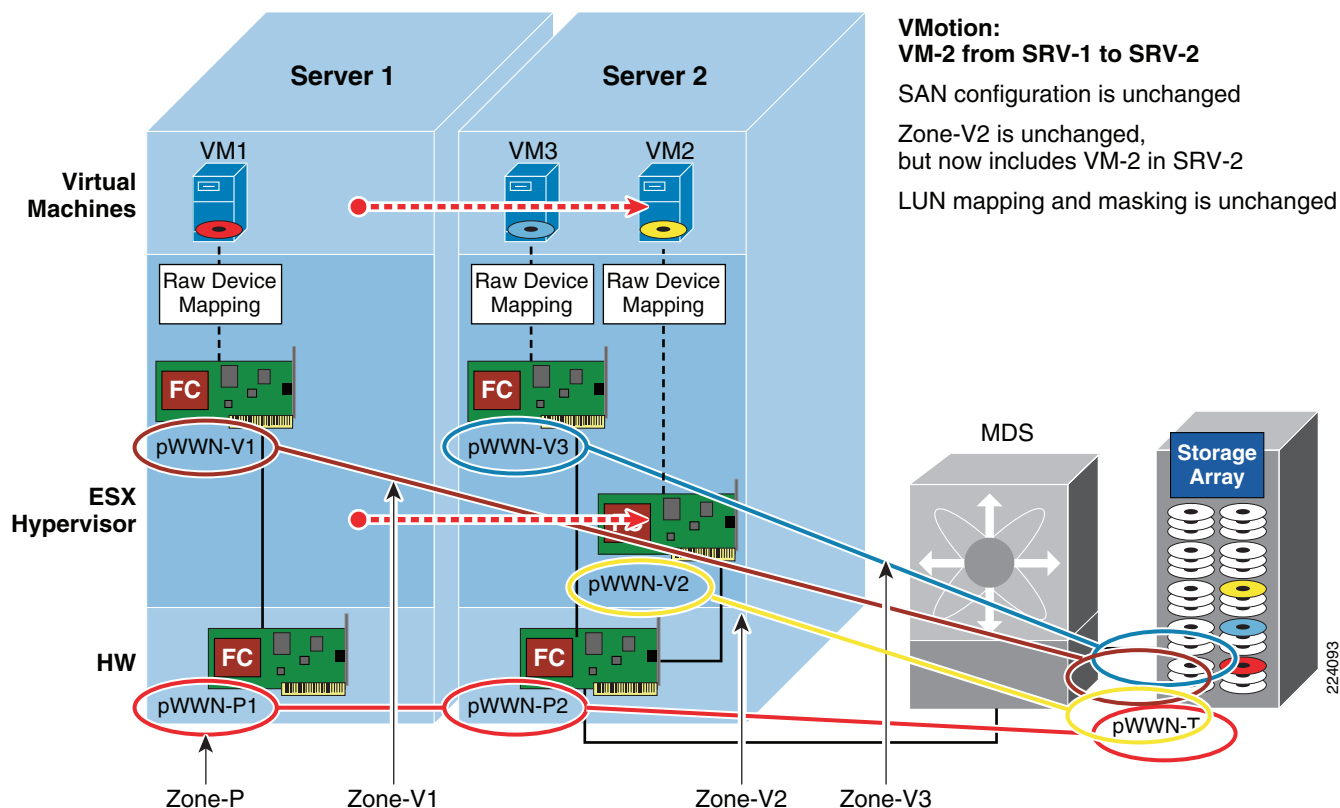 VMotion:
VM-2 from SRV-1 to SRV-2
SAN configuration is unchanged
Zone-V2 is unchanged,
but now includes VM-2 in SRV-2
LUN mapping and masking is unchanged
Server 1
Server 2
Virtual
Machines
VM1
VM3
VM2
Raw Device
Mapping
Raw Device
Mapping
Raw Device
Mapping
FC
FC
pWWN-V1
pWWN-V3
MDS
Storage
Array
ESX
Hypervisor
pWWN-V2
HW
FC
FC
pWWN-P1
pWWN-P2
pWWN-T
224093
Zone-P
Zone-V1
Zone-V2
Zone-V3